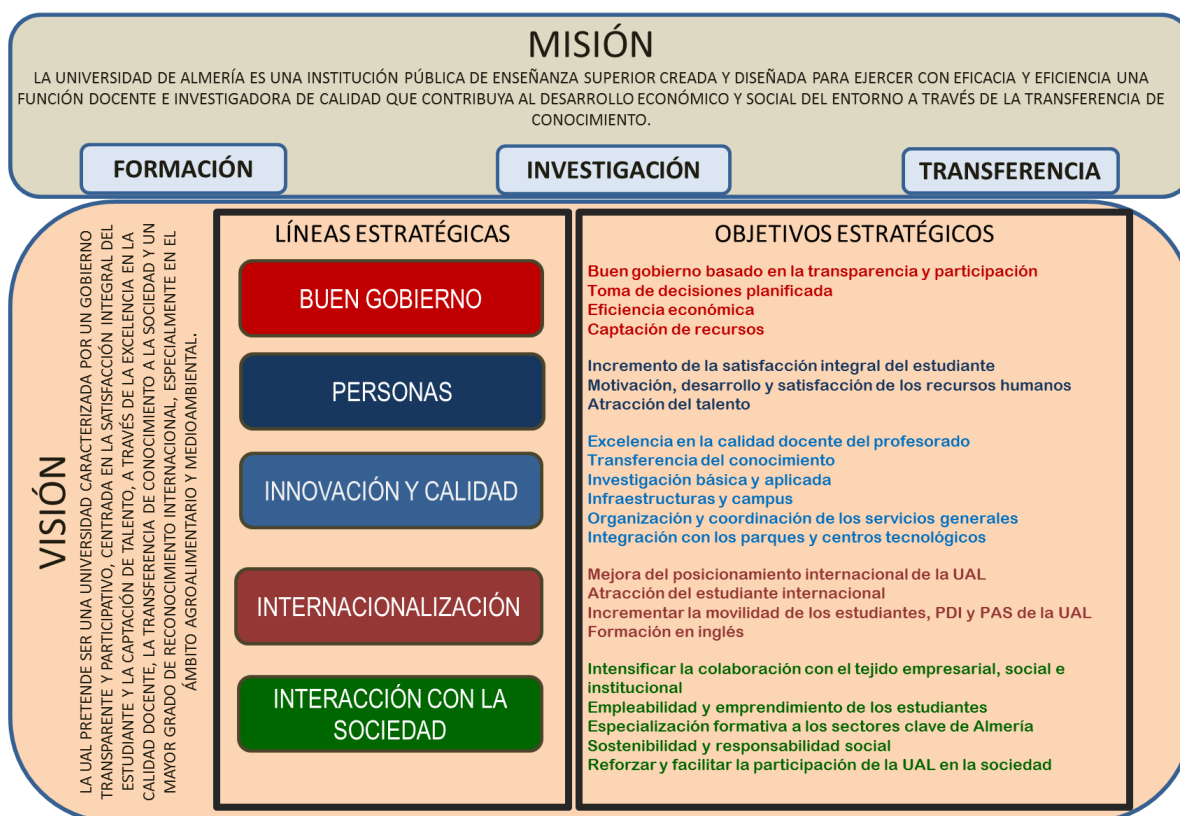 MISIÓN
LA UNIVERSIDAD DE ALMERÍA ES UNA INSTITUCIÓN PÚBLICA DE ENSEÑANZA SUPERIOR CREADA Y DISEÑADA PARA EJERCER CON EFICACIA Y EFICIENCIA UNA
FUNCIÓN DOCENTE E INVESTIGADORA DE CALIDAD QUE CONTRIBUYA AL DESARROLLO ECONÓMICO Y SOCIAL DEL ENTORNO A TRAVÉS DE LA TRANSFERENCIA DE
CONOCIMIENTO.
FORMACIÓN
INVESTIGACIÓN
TRANSFERENCIA
VISIÓN
LA UAL PRETENDE SER UNA UNIVERSIDAD CARACTERIZADA POR UN GOBIERNO
TRANSPARENTE Y PARTICIPATIVO, CENTRADA EN LA SATISFACCIÓN INTEGRAL DEL
ESTUDIANTE Y LA CAPTACIÓN DE TALENTO, A TRAVÉS DE LA EXCELENCIA EN LA
CALIDAD DOCENTE, LA TRANSFERENCIA DE CONOCIMIENTO A LA SOCIEDAD Y UN
MAYOR GRADO DE RECONOCIMIENTO INTERNACIONAL, ESPECIALMENTE EN EL
ÁMBITO AGROALIMENTARIO Y MEDIOAMBIENTAL.
LÍNEAS ESTRATÉGICAS
OBJETIVOS ESTRATÉGICOS
BUEN GOBIERNO
Buen gobierno basado en la transparencia y participación
Toma de decisiones planificada
Eficiencia económica
Captación de recursos
PERSONAS
Incremento de la satisfacción integral del estudiante
Motivación, desarrollo y satisfacción de los recursos humanos
Atracción del talento
INNOVACIÓN Y CALIDAD
Excelencia en la calidad docente del profesorado
Transferencia del conocimiento
Investigación básica y aplicada
Infraestructuras y campus
Organización y coordinación de los servicios generales
Integración con los parques y centros tecnológicos
INTERNACIONALIZACIÓN
Mejora del posicionamiento internacional de la UAL
Atracción del estudiante internacional
Incrementar la movilidad de los estudiantes, PDI y PAS de la UAL
Formación en inglés
INTERACCIÓN CON LA
SOCIEDAD
Intensificar la colaboración con el tejido empresarial, social e
institucional
Empleabilidad y emprendimiento de los estudiantes
Especialización formativa a los sectores clave de Almería
Sostenibilidad y responsabilidad social
Reforzar y facilitar la participación de la UAL en la sociedad